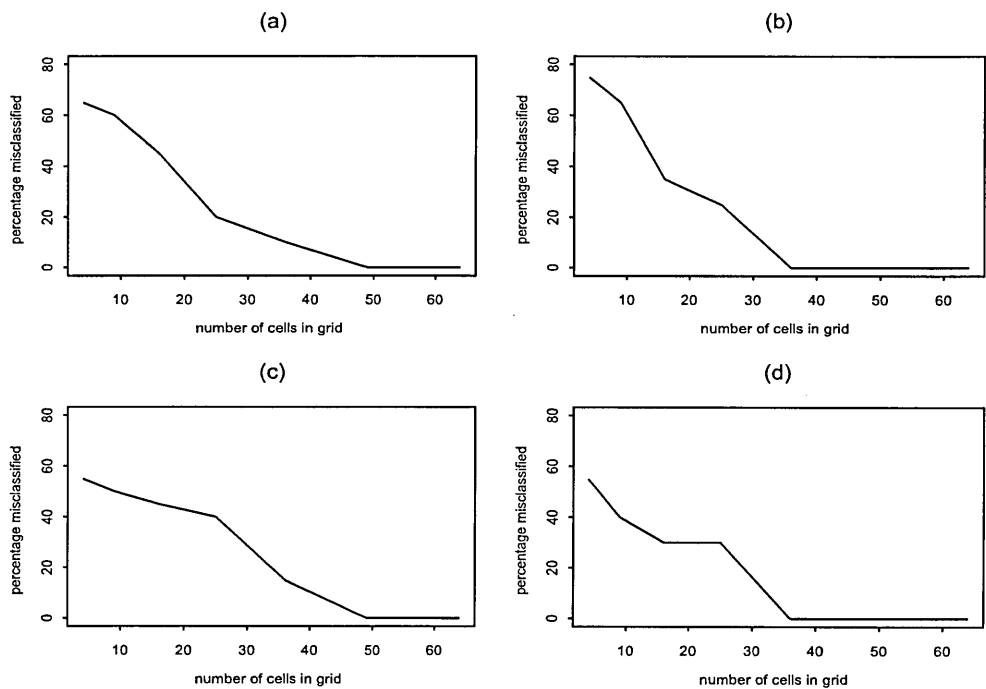 (a)
80
60
40
20
0
percentage misclassified
10 20 30 40 50 60
number of cells in grid
(b)
80
60
40
20
0
percentage misclassified
10 20 30 40 50 60
number of cells in grid
(c)
80
60
40
20
0
percentage misclassified
10 20 30 40 50 60
number of cells in grid
(d)
80
60
40
20
0
percentage misclassified
10 20 30 40 50 60
number of cells in grid